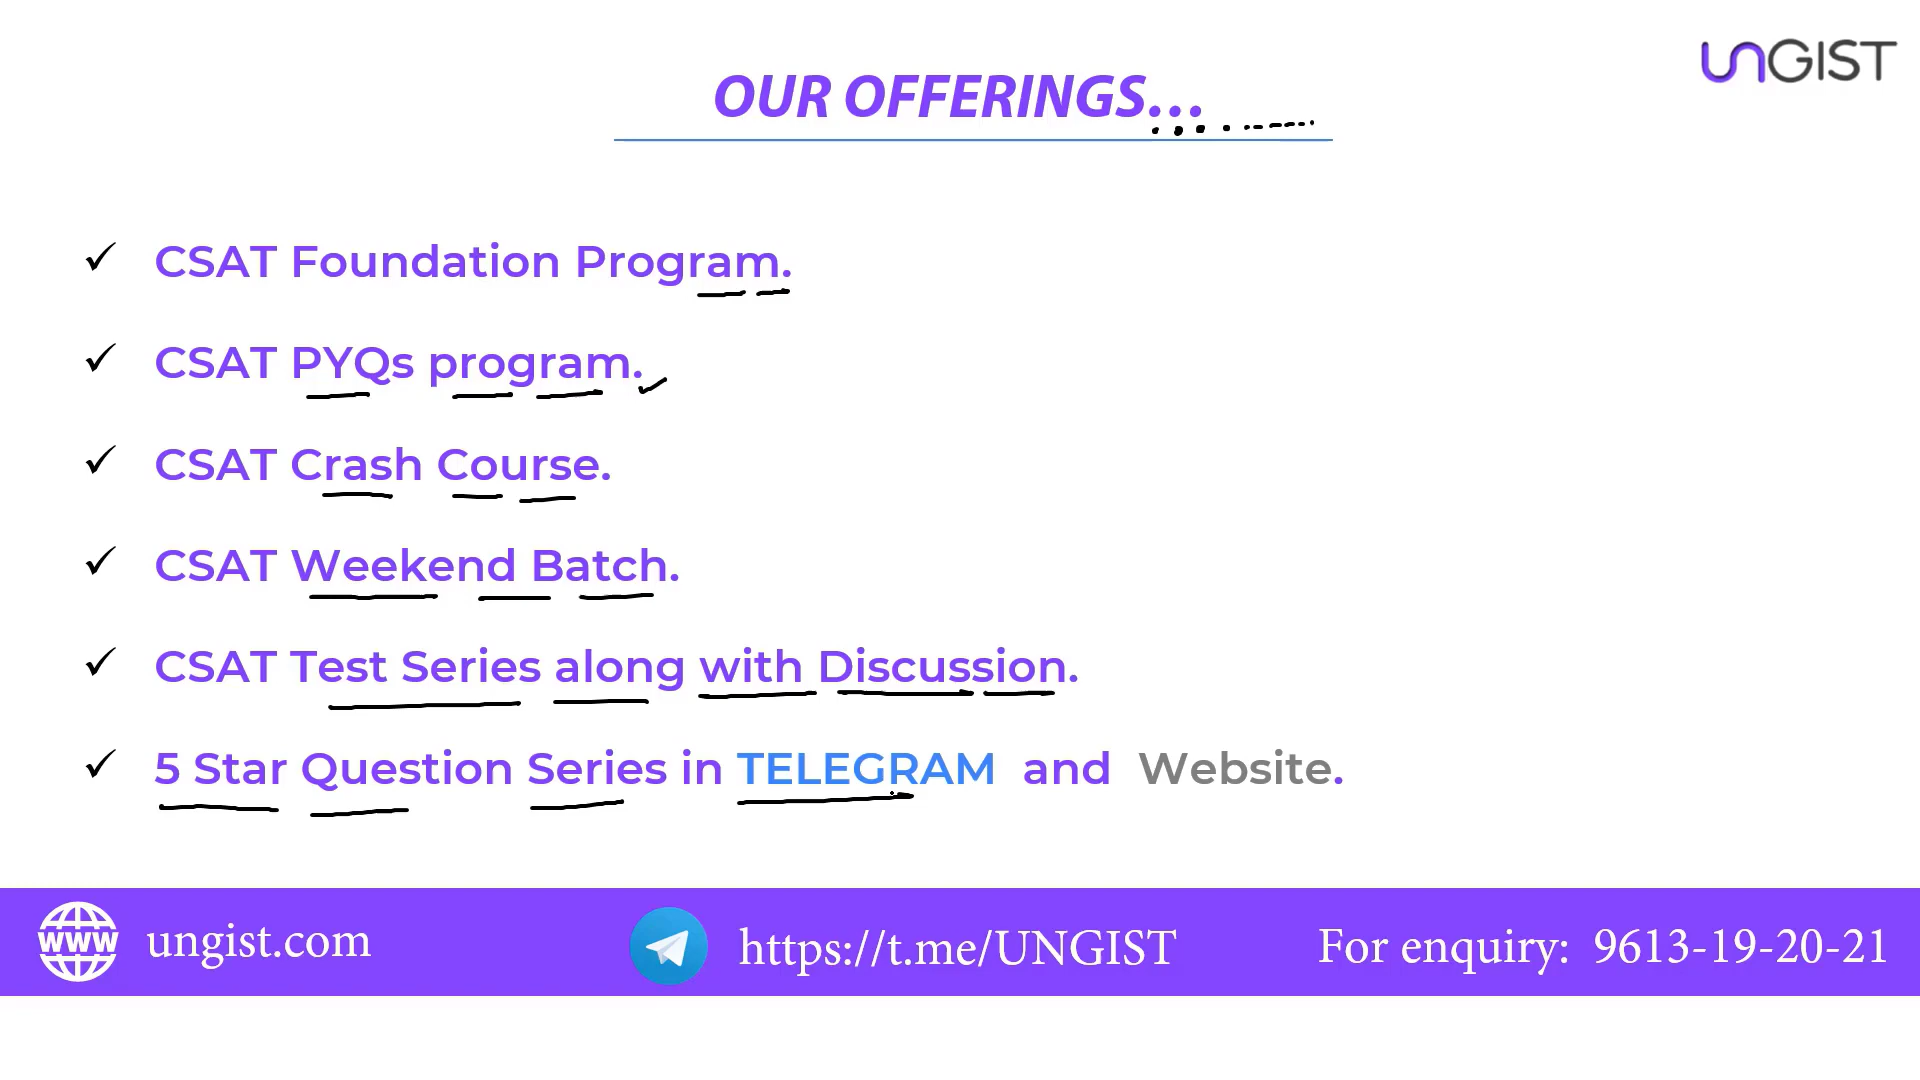 UNGIST
OUR OFFERINGS...
CSAT Foundation Program.
CSAT PYQs program.
CSAT Crash Course.
CSAT Weekend Batch.
CSAT Test Series along with Discussion.
5 Star Question Series in TELEGRAM and Website.
WWW ungist.com
https://t.me/UNGIST
For enquiry: 9613-19-20-21